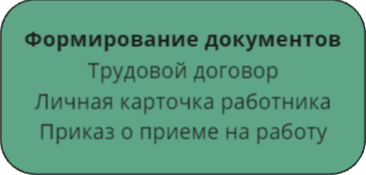 Формирование документов
Трудовой договор
Личная карточка работника
Приказ о приеме на работу